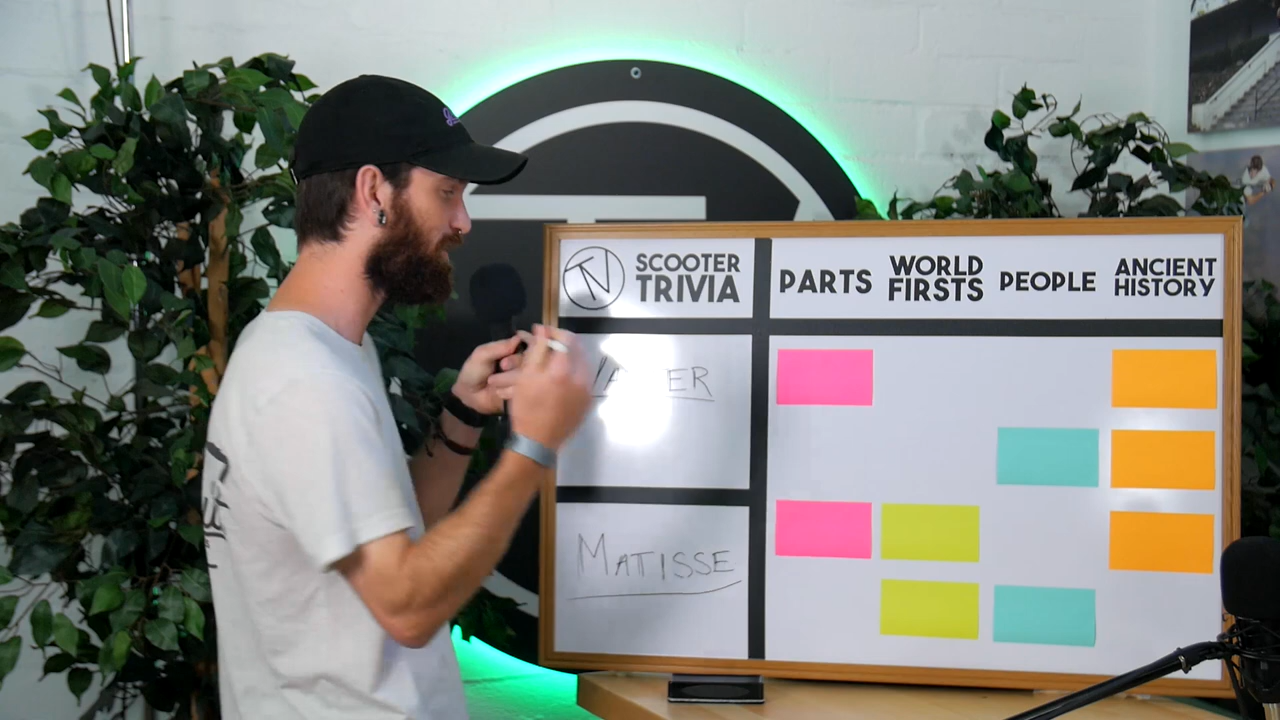 SCOOTER
TRIVIA
PARTS
WORLD
FIRSTS
PEOPLE
ANCIENT
HISTORY
MATISSE